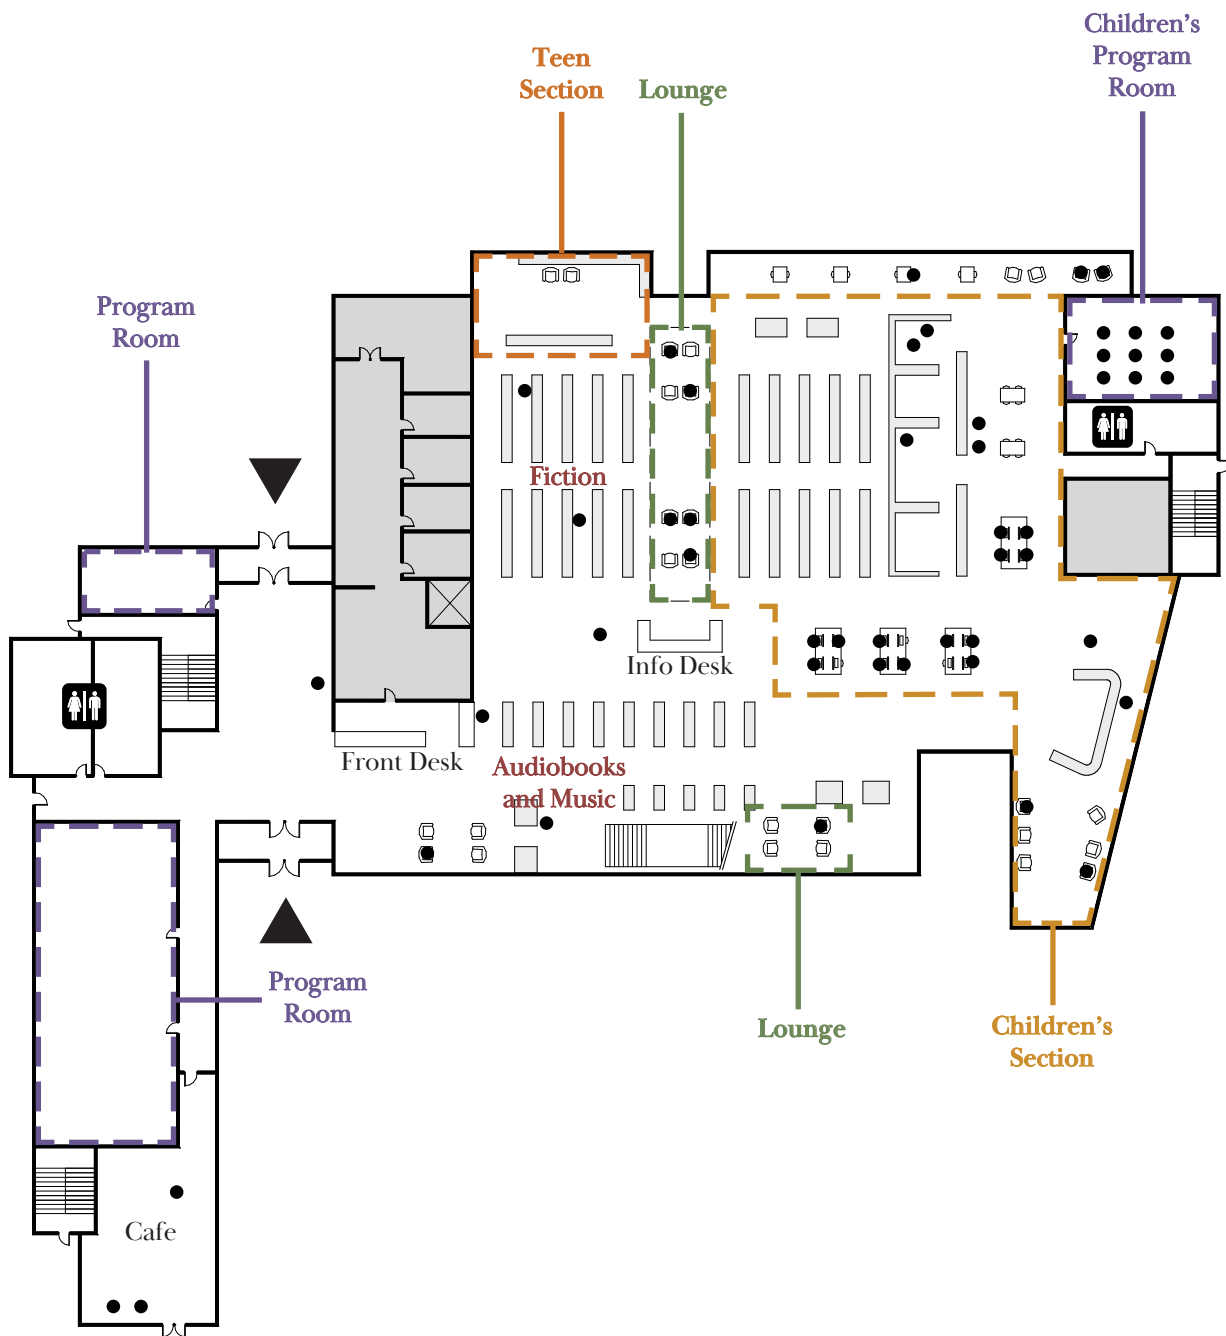 Children's
Program
Room
Teen
Section
Lounge
Program
Room
Fiction
Info Desk
Front Desk
Audiobooks
and Music
Program
Room
Lounge
Children's
Section
Cafe